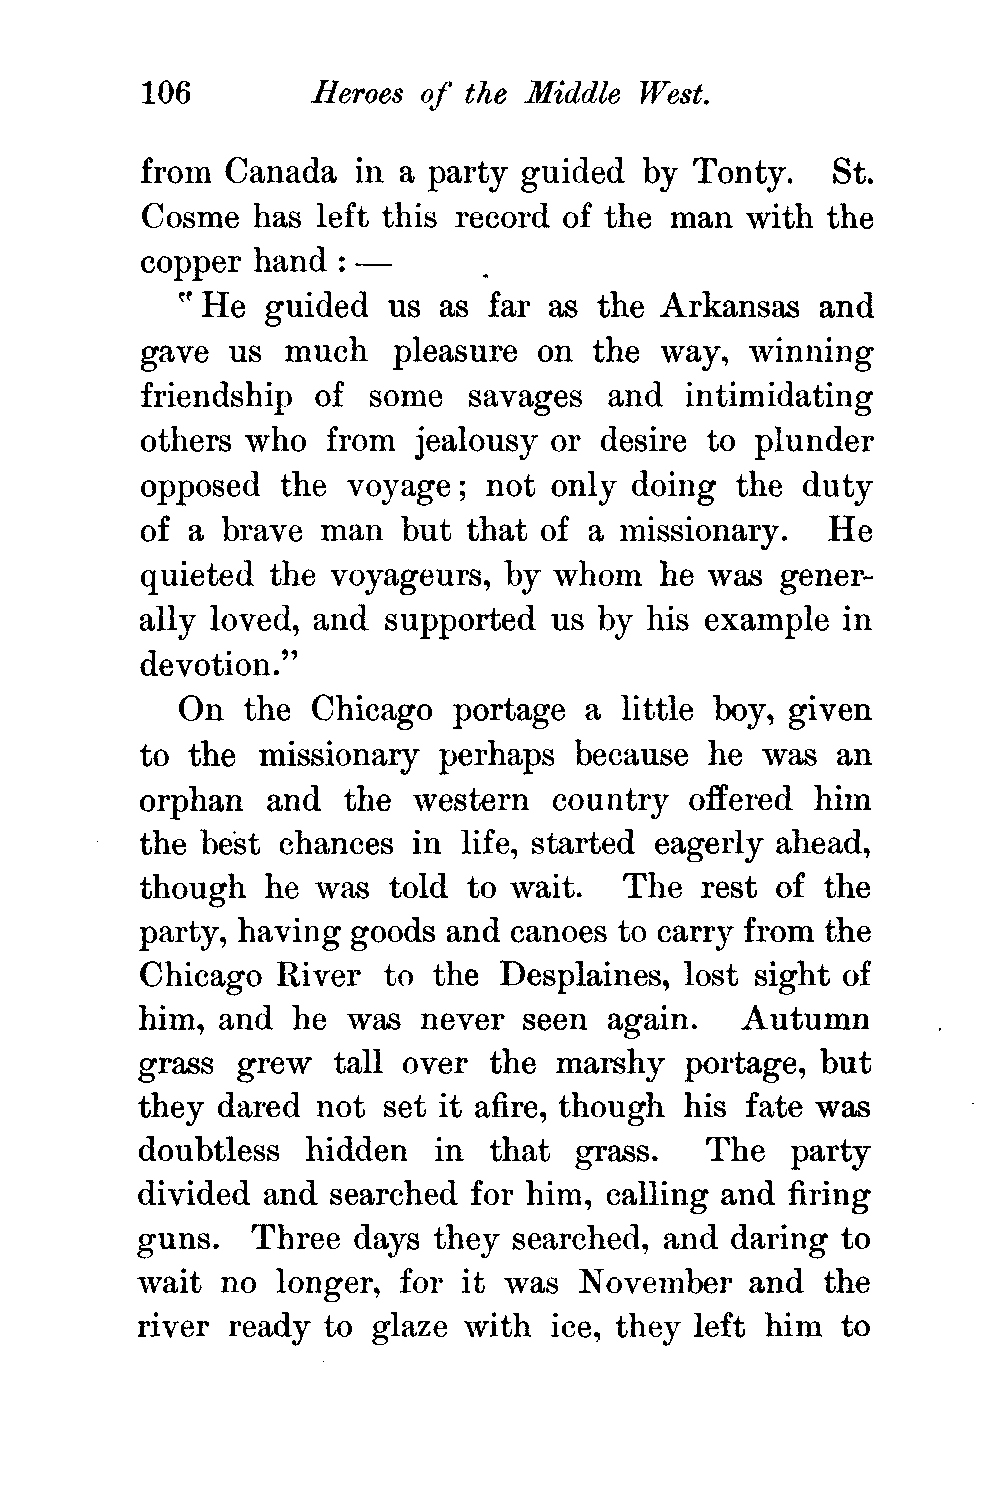 106 Heroes of the Middle West.
from Canada in a party guided by Tonty. St.
Cosme has left this record of the man with the
copper hand : —
"He guided us as far as the Arkansas and
gave us much pleasure on the way, winning
friendship of some savages and intimidating
others who from jealousy or desire to plunder
opposed the voyage; not only doing the duty
of a brave man but that of a missionary. He
quieted the voyageurs, by whom he was gener-
ally loved, and supported us by his example in
devotion."
On the Chicago portage a little boy, given
to the missionary perhaps because he was an
orphan and the western country offered him
the best chances in life, started eagerly ahead,
though he was told to wait. The rest of the
party, having goods and canoes to carry from the
Chicago River to the Desplaines, lost sight of
him, and he was never seen again. Autumn
grass grew tall over the marshy portage, but
they dared not set it afire, though his fate was
doubtless hidden in that grass. The party
divided and searched for him, calling and firing
guns. Three days they searched, and daring to
wait no longer, for it was November and the
river ready to glaze with ice, they left him to